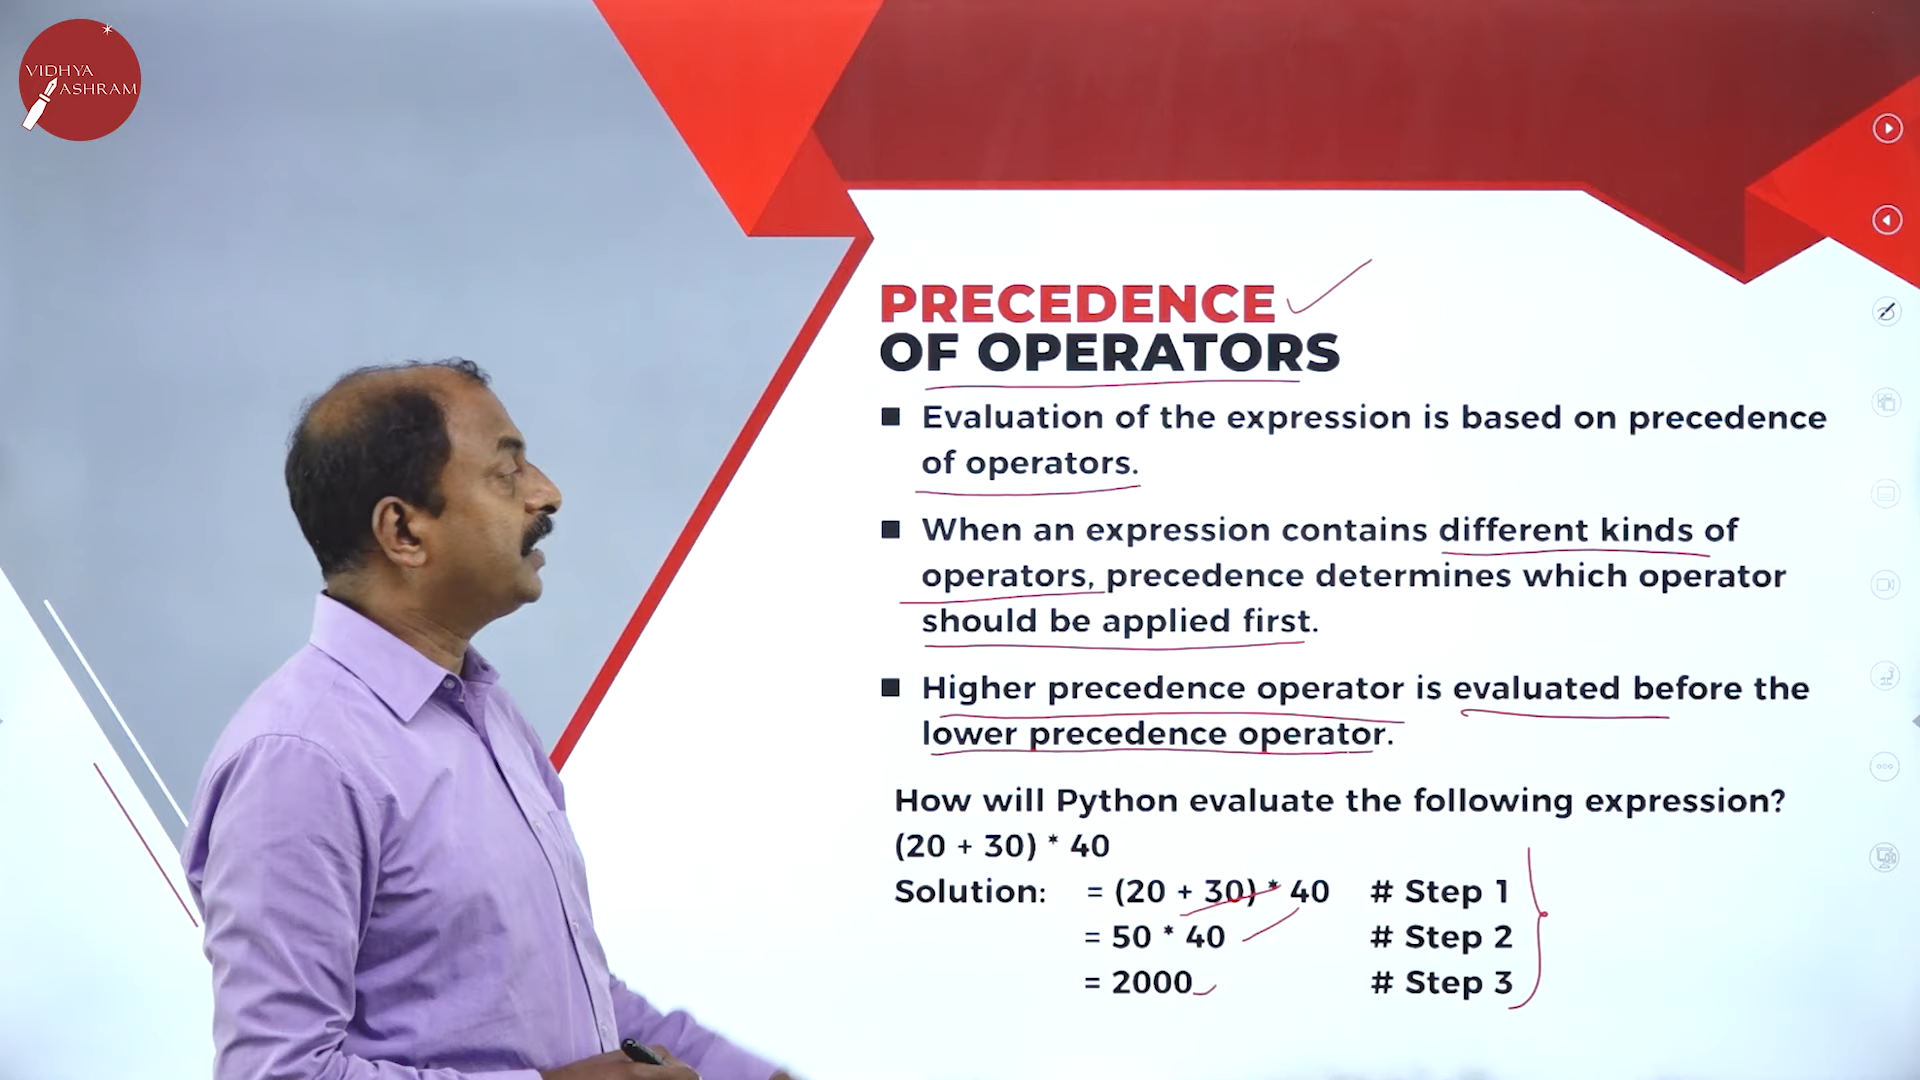 VIDHYA
ASHRAM
PRECEDENCE
OF OPERATORS
■ Evaluation of the expression is based on precedence
of operators.
■ When an expression contains different kinds of
operators, precedence determines which operator
should be applied first.
■ Higher precedence operator is evaluated before the
lower precedence operator.
How will Python evaluate the following expression?
(20 + 30) * 40
Solution: = (20 + 30) * 40 # Step 1
= 50 * 40 # Step 2
= 2000 # Step 3